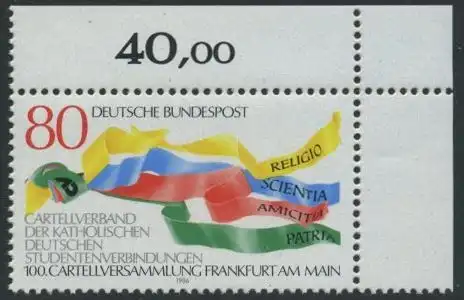 40,00
80 DEUTSCHE BUNDESPOST
RELIGIO
SCIENTIA
AMICITIA
PATRIA
CARTELLVERBAND
DER KATHOLISCHEN
DEUTSCHEN
STUDENTENVERBINDUNGEN
100. CARTELLVERSAMMLUNG FRANKFURT AM MAIN
1986